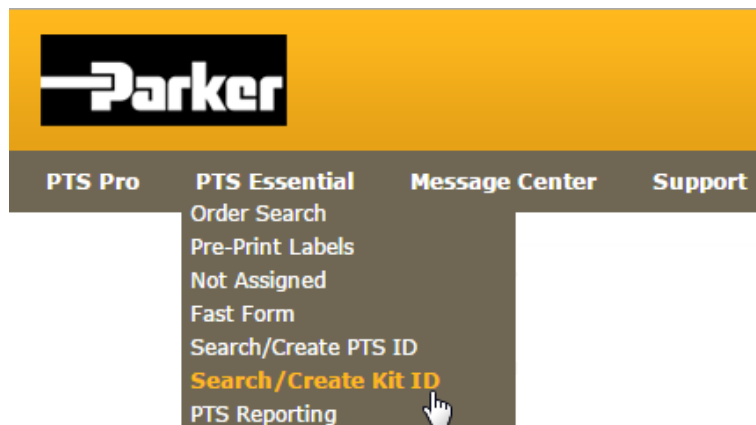 Parker
PTS Pro PTS Essential Message Center Support
Order Search
Pre-Print Labels
Not Assigned
Fast Form
Search/Create PTS ID
Search/Create Kit ID
PTS Reporting